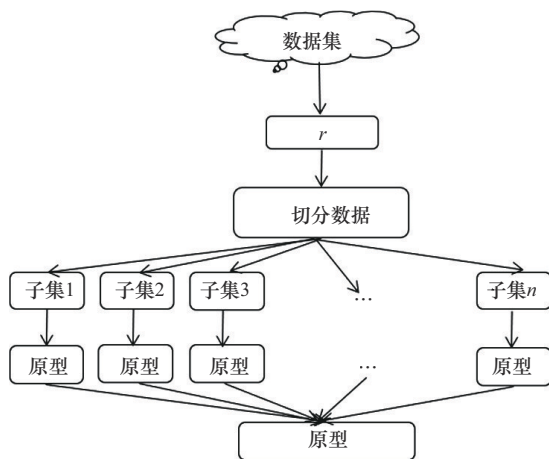 数据集
r
切分数据
子集1 子集2 子集3 … 子集n
原型 原型 原型 … 原型
原型